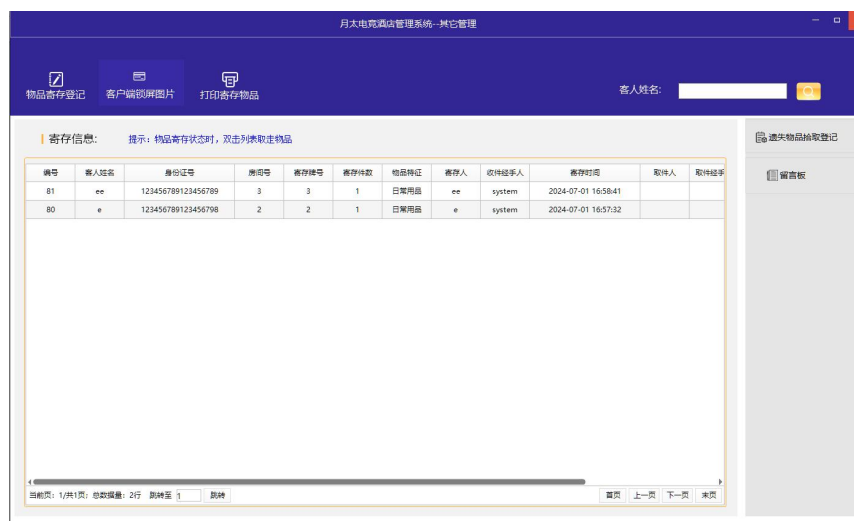 月太电竞酒店管理系统--其它管理
物品寄存登记 客户端锁屏图片 打印寄存物品 客人姓名:
寄存信息: 提示：物品寄存状态时，双击列表取走物品
遗失物品拾取登记
留言板
编号 客人姓名 身份证号 房间号 寄存牌号 寄存件数 物品特征 寄存人 收件经手人 寄存时间 取件人 取件经手
81 ee 123456789123456789 3 3 1 日常用品 ee system 2024-07-01 16:58:41
80 e 123456789123456798 2 2 1 日常用品 e system 2024-07-01 16:57:32
当前页: 1/共1页; 总数据量: 2行 跳转至 1 跳转 首页 上一页 下一页 末页